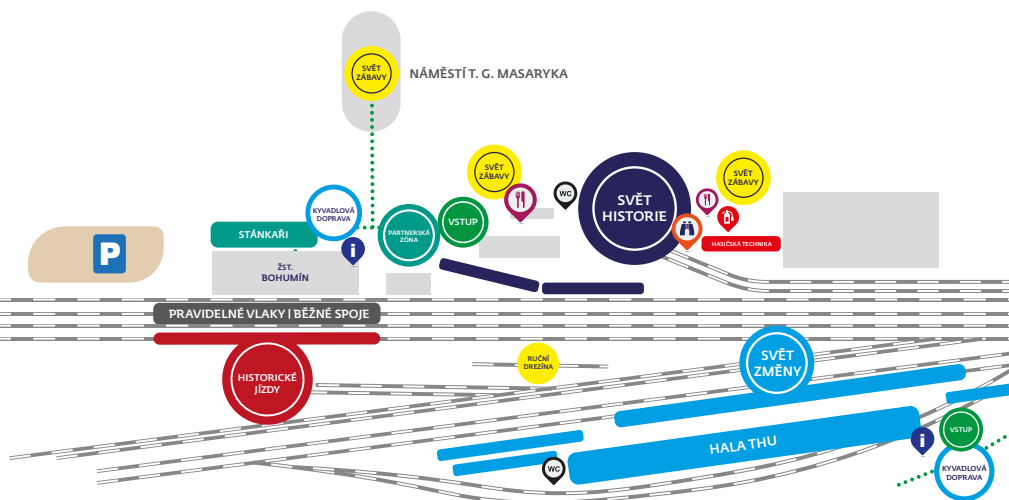 SVĚT
ZÁBAVY
NÁMĚSTÍ T. G. MASARYKA
SVĚT
ZÁBAVY
WC
SVĚT
HISTORIE
SVĚT
ZÁBAVY
KYVADLOVÁ
DOPRAVA
STÁNKAŘI
PARTNERSKÁ
ZÓNA
VSTUP
HASIČSKÁ TECHNIKA
P
i
ŽST.
BOHUMÍN
PRAVIDELNÉ VLAKY | BĚŽNÉ SPOJE
HISTORICKÉ
JÍZDY
RUČNÍ
DREZÍNA
SVĚT
ZMĚNY
HALA THU
WC
i
VSTUP
KYVADLOVÁ
DOPRAVA